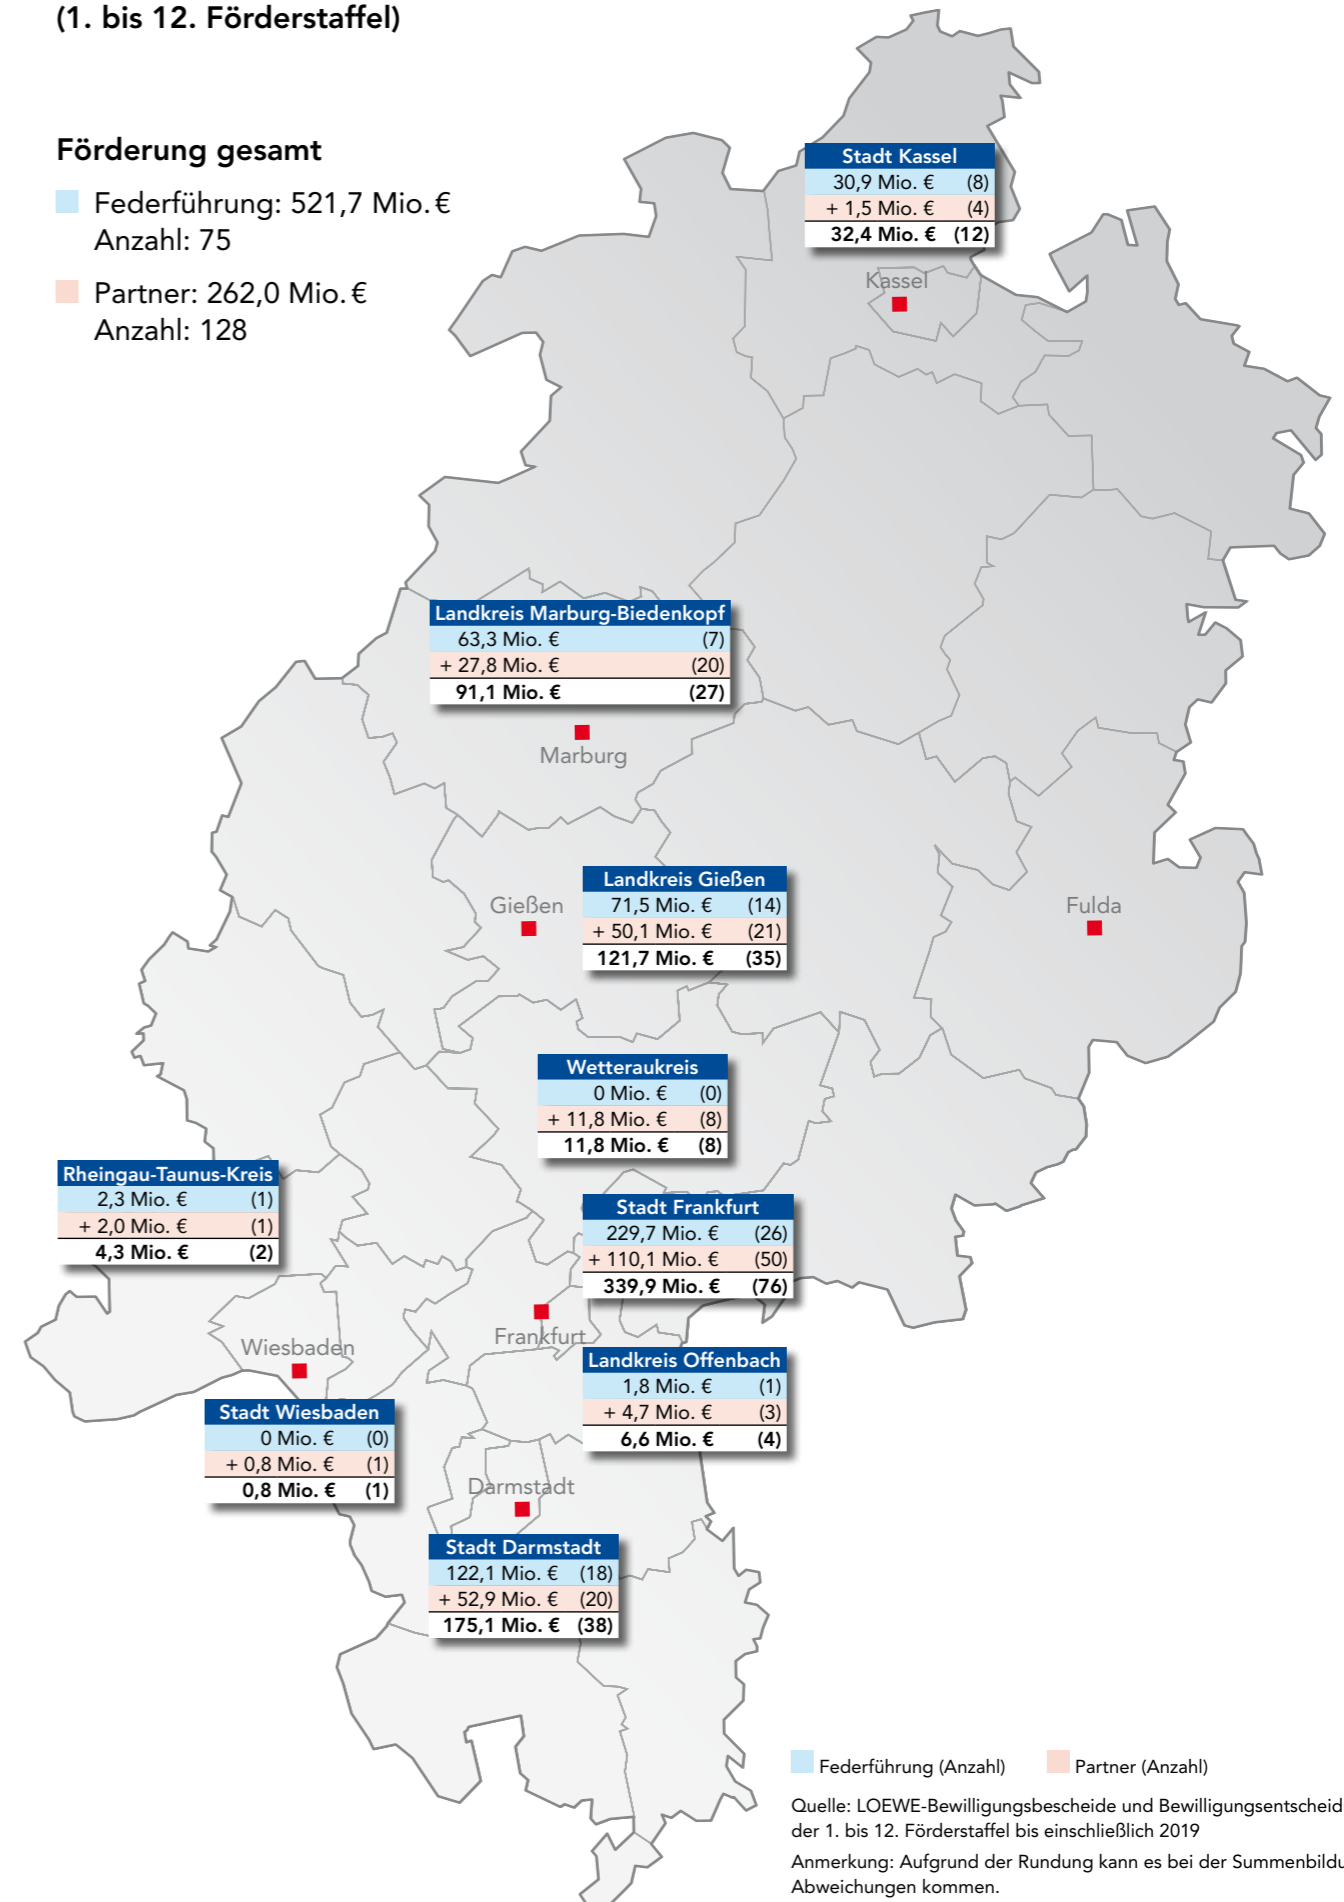 (1. bis 12. Förderstaffel)
Förderung gesamt
Federführung: 521,7 Mio. €
Anzahl: 75
Partner: 262,0 Mio. €
Anzahl: 128
Stadt Kassel
30,9 Mio. € (8)
+ 1,5 Mio. € (4)
32,4 Mio. € (12)
Kassel
Landkreis Marburg-Biedenkopf
63,3 Mio. € (7)
+ 27,8 Mio. € (20)
91,1 Mio. € (27)
Marburg
Landkreis Gießen
71,5 Mio. € (14)
+ 50,1 Mio. € (21)
121,7 Mio. € (35)
Gießen
Fulda
Wetteraukreis
0 Mio. € (0)
+ 11,8 Mio. € (8)
11,8 Mio. € (8)
Rheingau-Taunus-Kreis
2,3 Mio. € (1)
+ 2,0 Mio. € (1)
4,3 Mio. € (2)
Stadt Frankfurt
229,7 Mio. € (26)
+ 110,1 Mio. € (50)
339,9 Mio. € (76)
Frankfurt
Wiesbaden
Landkreis Offenbach
1,8 Mio. € (1)
+ 4,7 Mio. € (3)
6,6 Mio. € (4)
Stadt Wiesbaden
0 Mio. € (0)
+ 0,8 Mio. € (1)
0,8 Mio. € (1)
Darmstadt
Stadt Darmstadt
122,1 Mio. € (18)
+ 52,9 Mio. € (20)
175,1 Mio. € (38)
Federführung (Anzahl) Partner (Anzahl)
Quelle: LOEWE-Bewilligungsbescheide und Bewilligungsentscheid
der 1. bis 12. Förderstaffel bis einschließlich 2019
Anmerkung: Aufgrund der Rundung kann es bei der Summenbildu
Abweichungen kommen.